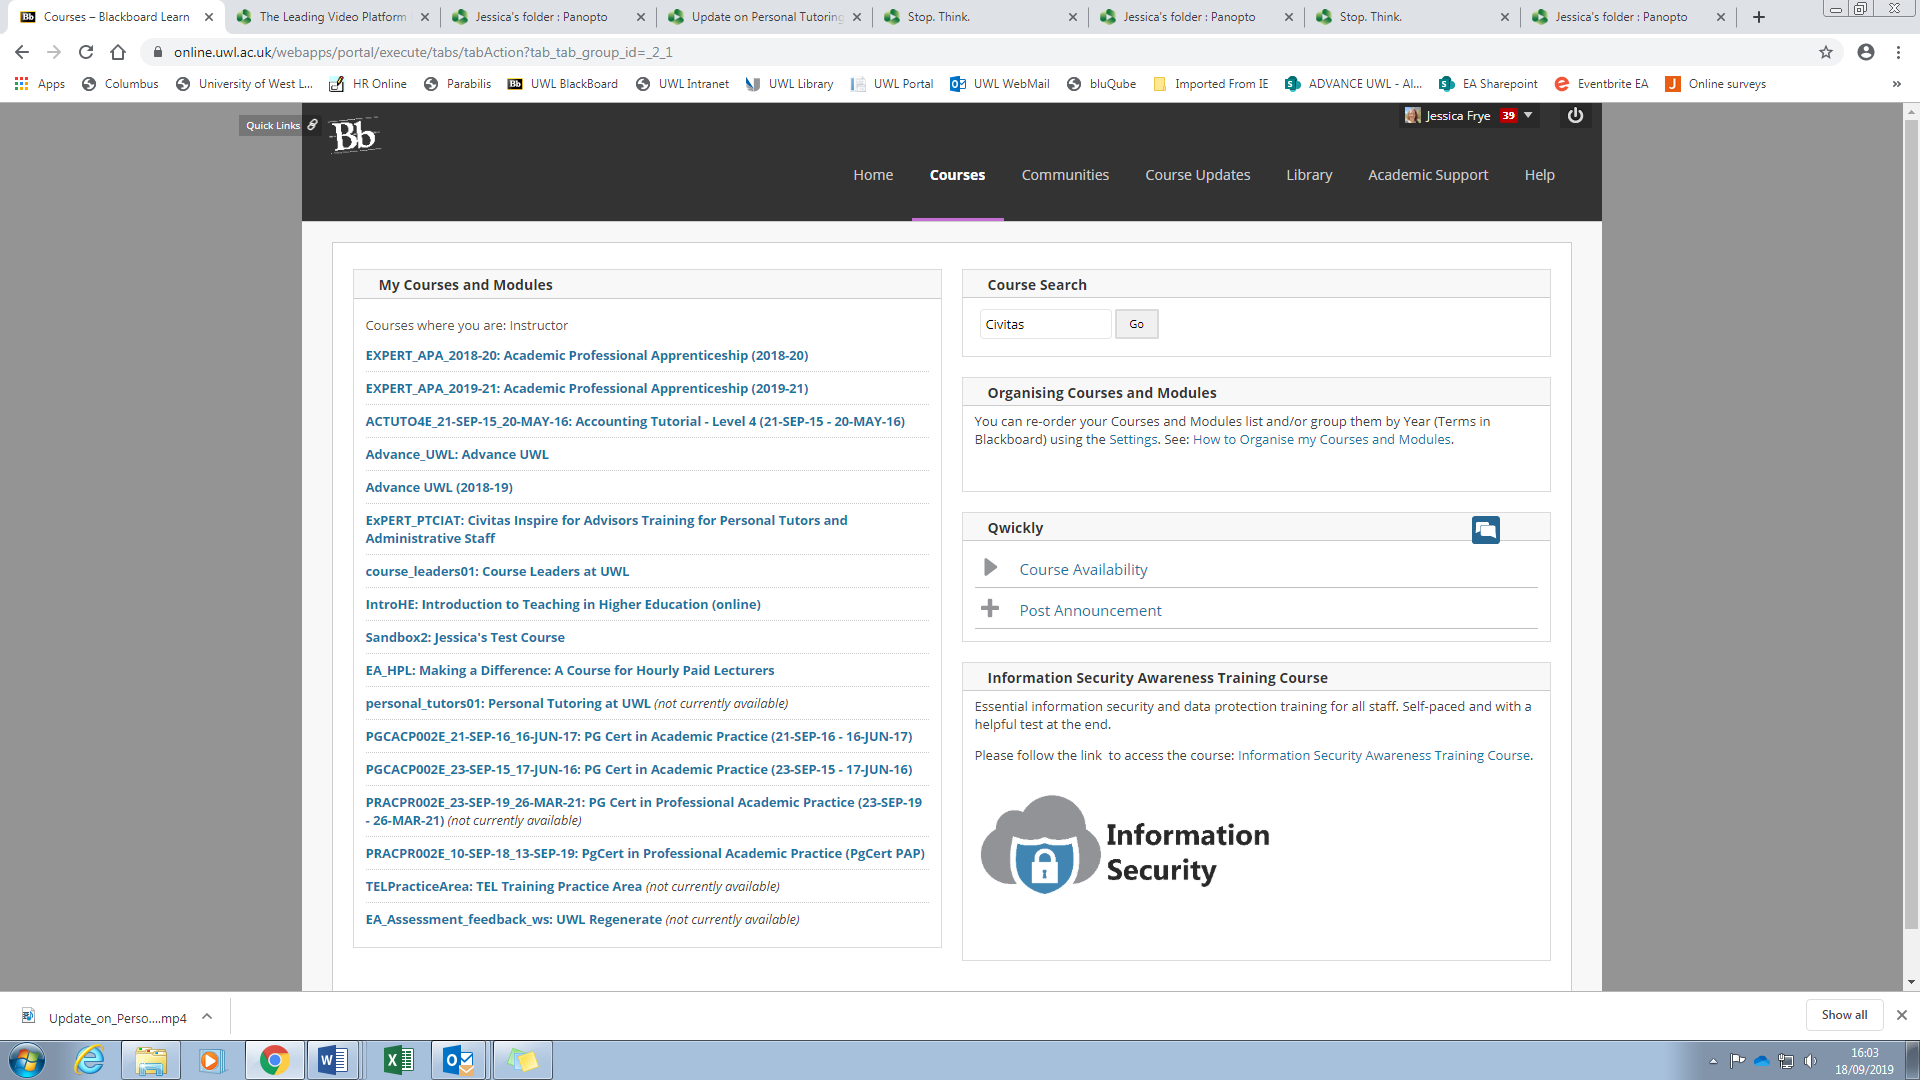 Courses – Blackboard Learn
The Leading Video Platform
Jessica's folder : Panopto
Update on Personal Tutoring
Stop. Think.
Jessica's folder : Panopto
Stop. Think.
Jessica's folder : Panopto
online.uwl.ac.uk/webapps/portal/execute/tabs/tabAction?tab_tab_group_id=_2_1
Apps Columbus University of West L... HR Online Parabilis UWL BlackBoard UWL Intranet UWL Library UWL Portal UWL WebMail bluQube Imported From IE ADVANCE UWL - Al... EA Sharepoint Eventbrite EA Online surveys »
Quick Links
Bb
Jessica Frye 39
Home Courses Communities Course Updates Library Academic Support Help
My Courses and Modules
Courses where you are: Instructor
EXPERT_APA_2018-20: Academic Professional Apprenticeship (2018-20)
EXPERT_APA_2019-21: Academic Professional Apprenticeship (2019-21)
ACTUTO4E_21-SEP-15_20-MAY-16: Accounting Tutorial - Level 4 (21-SEP-15 - 20-MAY-16)
Advance_UWL: Advance UWL
Advance UWL (2018-19)
ExPERT_PTCIAT: Civitas Inspire for Advisors Training for Personal Tutors and
Administrative Staff
course_leaders01: Course Leaders at UWL
IntroHE: Introduction to Teaching in Higher Education (online)
Sandbox2: Jessica's Test Course
EA_HPL: Making a Difference: A Course for Hourly Paid Lecturers
personal_tutors01: Personal Tutoring at UWL (not currently available)
PGCACP002E_21-SEP-16_16-JUN-17: PG Cert in Academic Practice (21-SEP-16 - 16-JUN-17)
PGCACP002E_23-SEP-15_17-JUN-16: PG Cert in Academic Practice (23-SEP-15 - 17-JUN-16)
PRACPR002E_23-SEP-19_26-MAR-21: PG Cert in Professional Academic Practice (23-SEP-19
- 26-MAR-21) (not currently available)
PRACPR002E_10-SEP-18_13-SEP-19: PgCert in Professional Academic Practice (PgCert PAP)
TELPracticeArea: TEL Training Practice Area (not currently available)
EA_Assessment_feedback_ws: UWL Regenerate (not currently available)
Course Search
Civitas Go
Organising Courses and Modules
You can re-order your Courses and Modules list and/or group them by Year (Terms in
Blackboard) using the Settings. See: How to Organise my Courses and Modules.
Qwickly
Course Availability
Post Announcement
Information Security Awareness Training Course
Essential information security and data protection training for all staff. Self-paced and with a
helpful test at the end.
Please follow the link to access the course: Information Security Awareness Training Course.
Information
Security
Update_on_Perso....mp4
Show all
16:03
18/09/2019